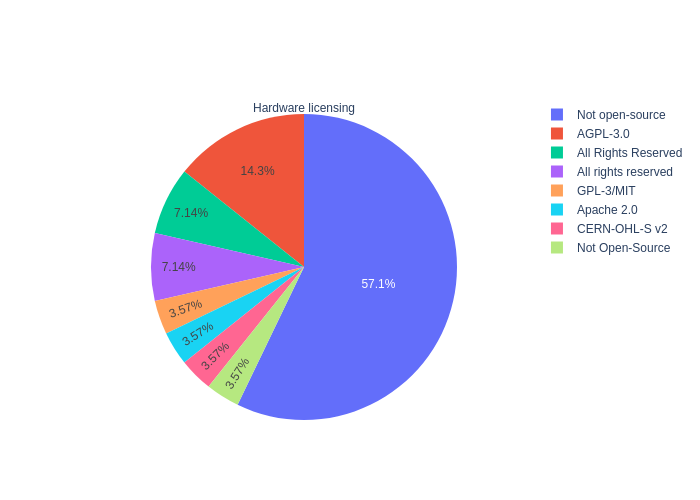 Hardware licensing
Not open-source
AGPL-3.0
All Rights Reserved
All rights reserved
GPL-3/MIT
Apache 2.0
CERN-OHL-S v2
Not Open-Source
14.3%
7.14%
7.14%
57.1%
3.57%
3.57%
3.57%
3.57%